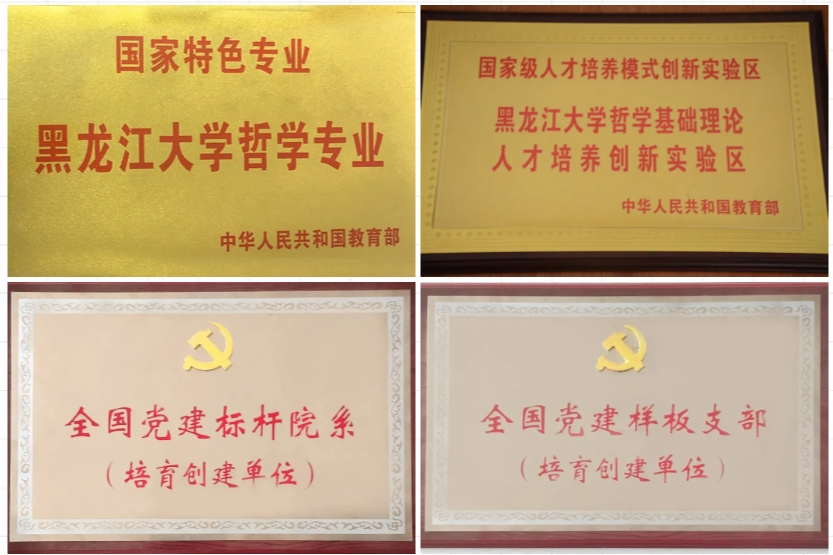 国家特色专业
黑龙江大学哲学专业
中华人民共和国教育部
国家级人才培养模式创新实验区
黑龙江大学哲学基础理论
人才培养创新实验区
中华人民共和国教育部
全国党建标杆院系
（培育创建单位）
全国党建样板支部
（培育创建单位）